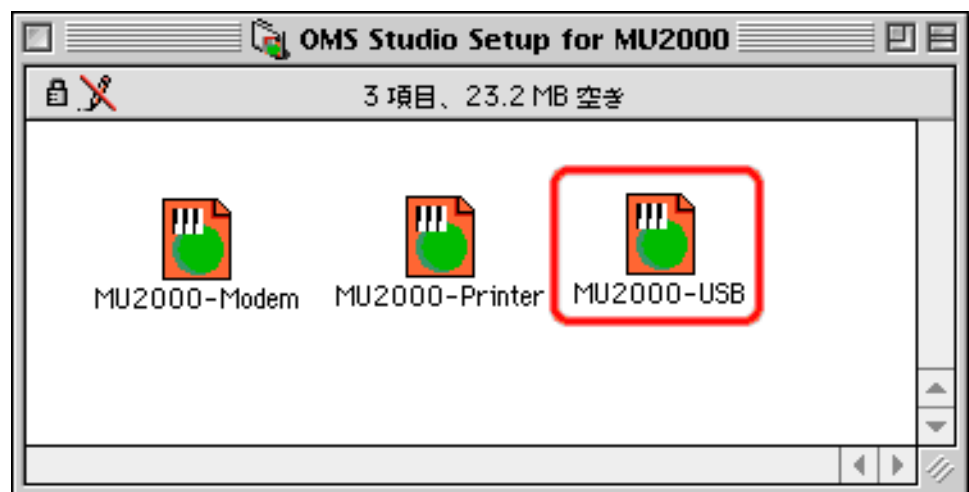 OMS Studio Setup for MU2000
3 項目、23.2 MB 空き
MU2000-Modem MU2000-Printer MU2000-USB